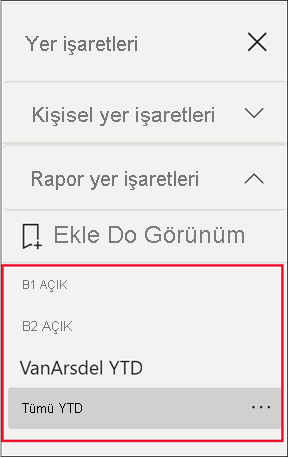 Yer işaretleri
Kişisel yer işaretleri
Rapor yer işaretleri
Ekle Do Görünüm
B1 AÇIK
B2 AÇIK
VanArsdel YTD
Tümü YTD